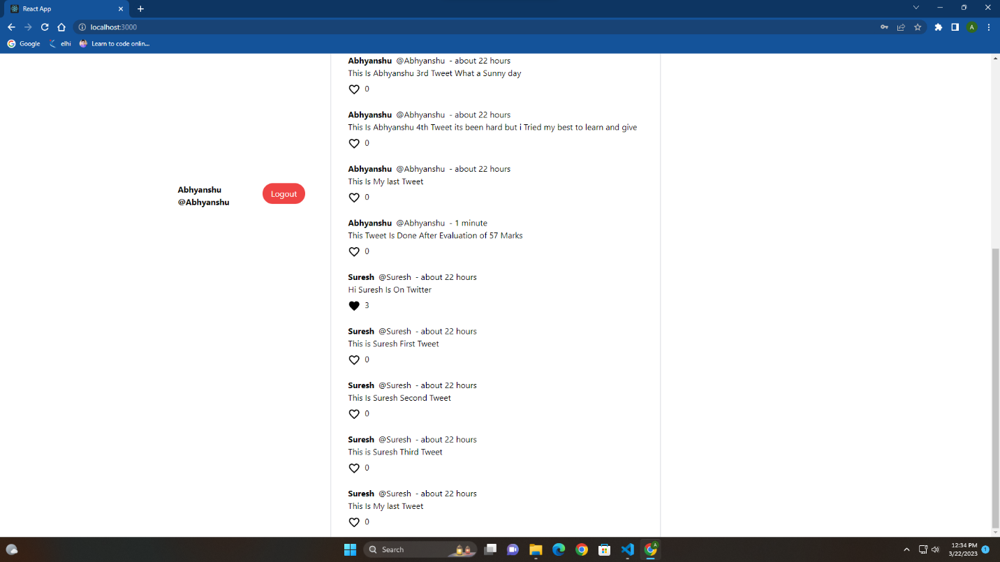 React App
localhost:3000
A
Google
elhi
Learn to code onlin...
Abhyanshu @Abhyanshu - about 22 hours
This Is Abhyanshu 3rd Tweet What a Sunny day
0
Abhyanshu @Abhyanshu - about 22 hours
This Is Abhyanshu 4th Tweet its been hard but i Tried my best to learn and give
0
Abhyanshu @Abhyanshu - about 22 hours
This Is My last Tweet
0
Abhyanshu
@Abhyanshu
Logout
Abhyanshu @Abhyanshu - 1 minute
This Tweet Is Done After Evaluation of 57 Marks
0
Suresh @Suresh - about 22 hours
Hi Suresh Is On Twitter
3
Suresh @Suresh - about 22 hours
This is Suresh First Tweet
0
Suresh @Suresh - about 22 hours
This Is Suresh Second Tweet
0
Suresh @Suresh - about 22 hours
This is Suresh Third Tweet
0
Suresh @Suresh - about 22 hours
This Is My last Tweet
0
Search
A
12:34 PM
3/22/2023
1